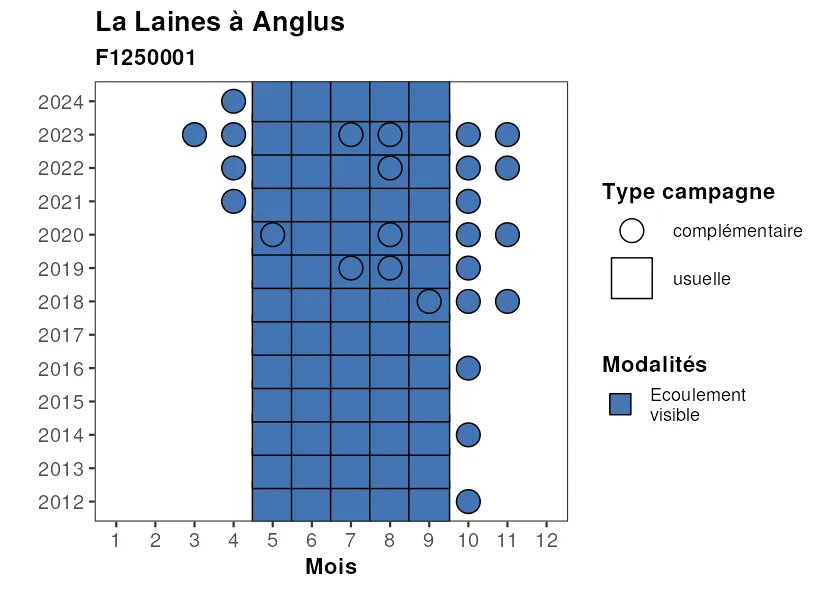 La Laines à Anglus
F1250001
2024
2023
2022
2021
2020
2019
2018
2017
2016
2015
2014
2013
2012
1 2 3 4 5 6 7 8 9 10 11 12
Mois
Type campagne
complémentaire
usuelle
Modalités
Ecoulement
visible